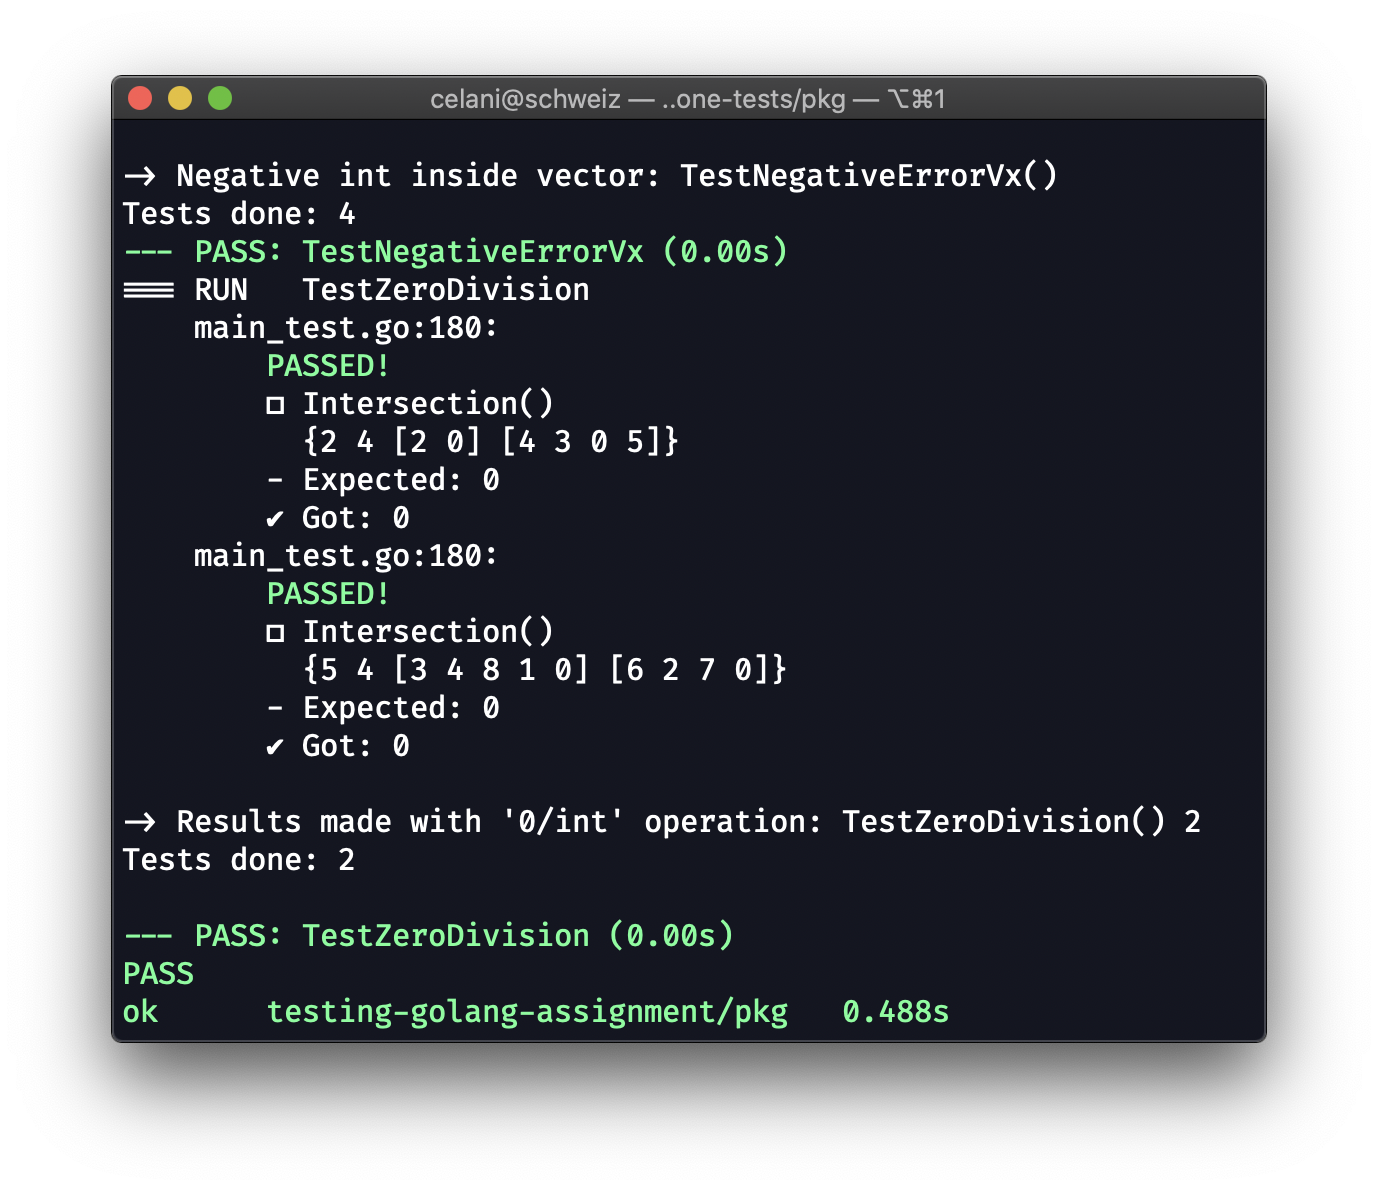 celani@schweiz — ..one-tests/pkg — ⌥⌘1
-> Negative int inside vector: TestNegativeErrorVx()
Tests done: 4
--- PASS: TestNegativeErrorVx (0.00s)
=== RUN   TestZeroDivision
    main_test.go:180:
        PASSED!
        □ Intersection()
          {2 4 [2 0] [4 3 0 5]}
        - Expected: 0
        ✔ Got: 0
    main_test.go:180:
        PASSED!
        □ Intersection()
          {5 4 [3 4 8 1 0] [6 2 7 0]}
        - Expected: 0
        ✔ Got: 0
-> Results made with '0/int' operation: TestZeroDivision() 2
Tests done: 2
--- PASS: TestZeroDivision (0.00s)
PASS
ok      testing-golang-assignment/pkg   0.488s